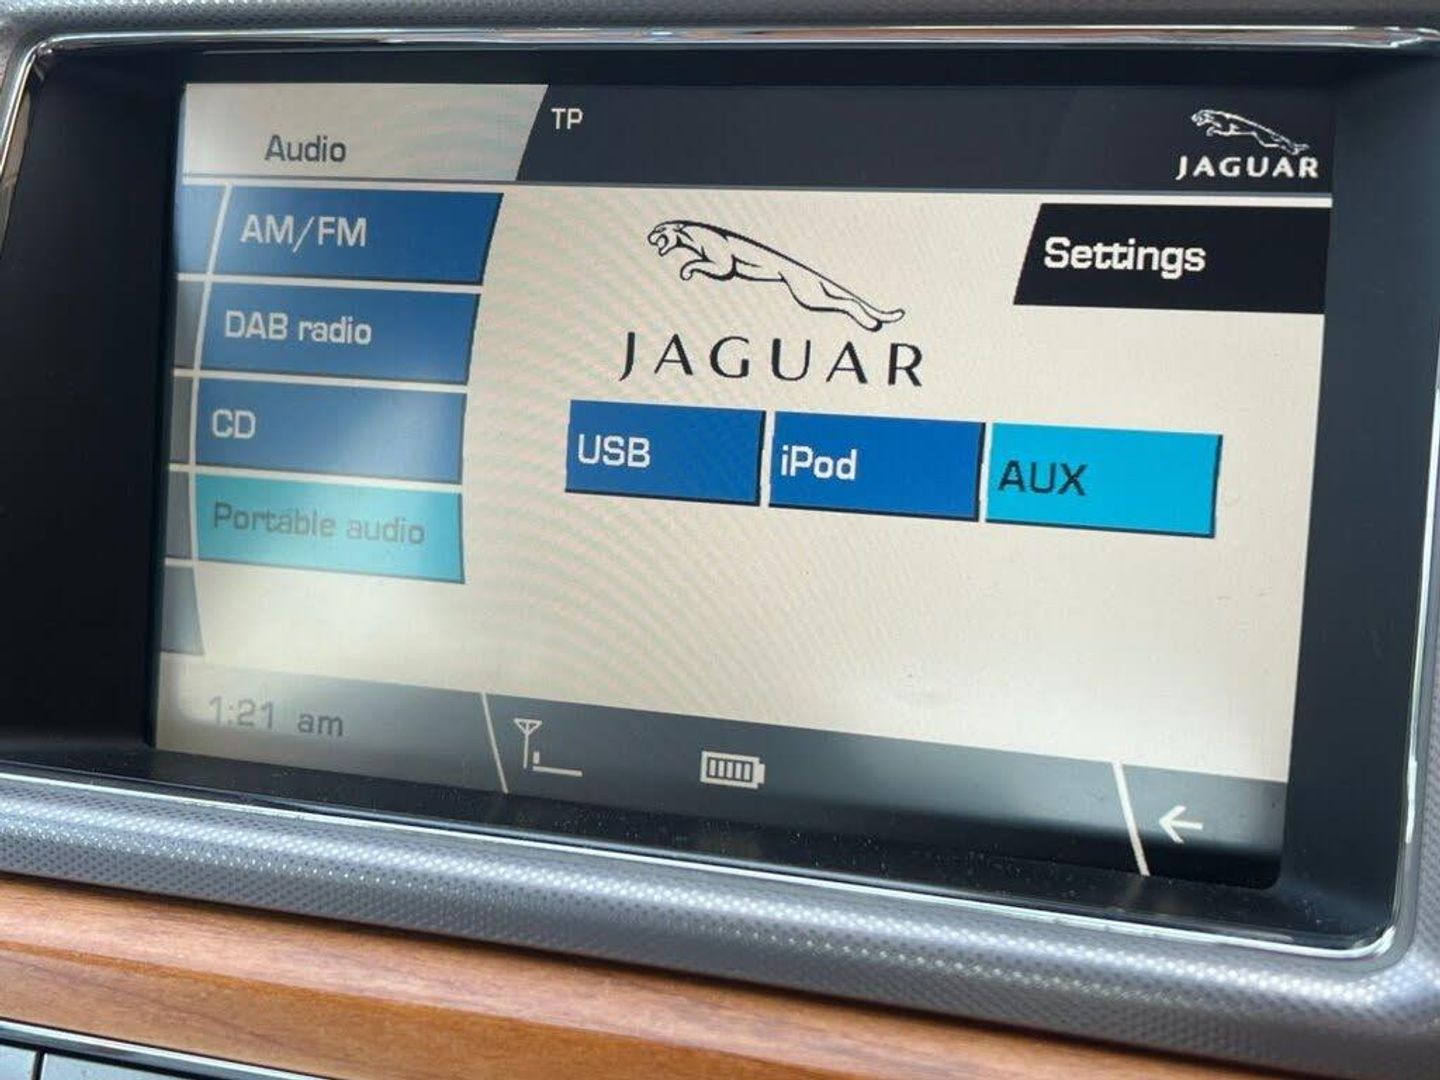 Audio
TP
JAGUAR
AM/FM
Settings
DAB radio
JAGUAR
CD
USB
iPod
AUX
Portable audio
1:21 am